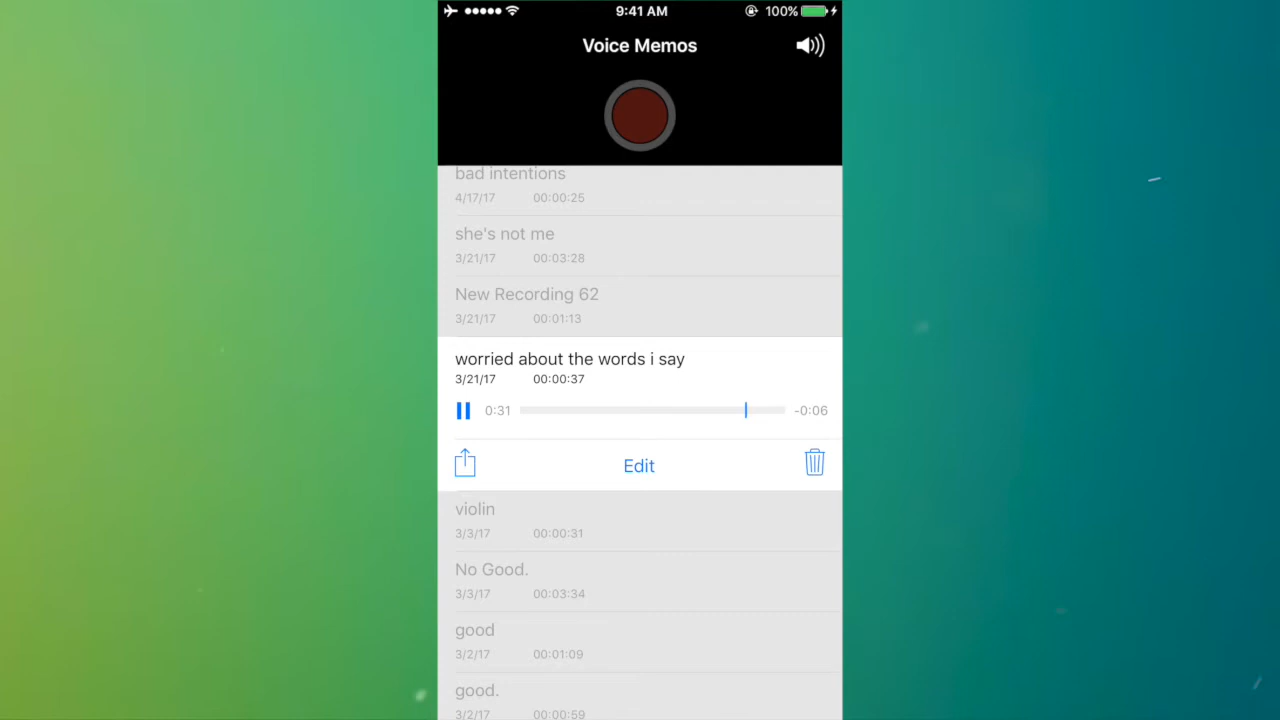 9:41 AM 100%
Voice Memos
bad intentions
4/17/17 00:00:25
she's not me
3/21/17 00:03:28
New Recording 62
3/21/17 00:01:13
worried about the words i say
3/21/17 00:00:37
0:31 -0:06
Edit
violin
3/3/17 00:00:31
No Good.
3/3/17 00:03:34
good
3/2/17 00:01:09
good.
3/2/17 00:00:59